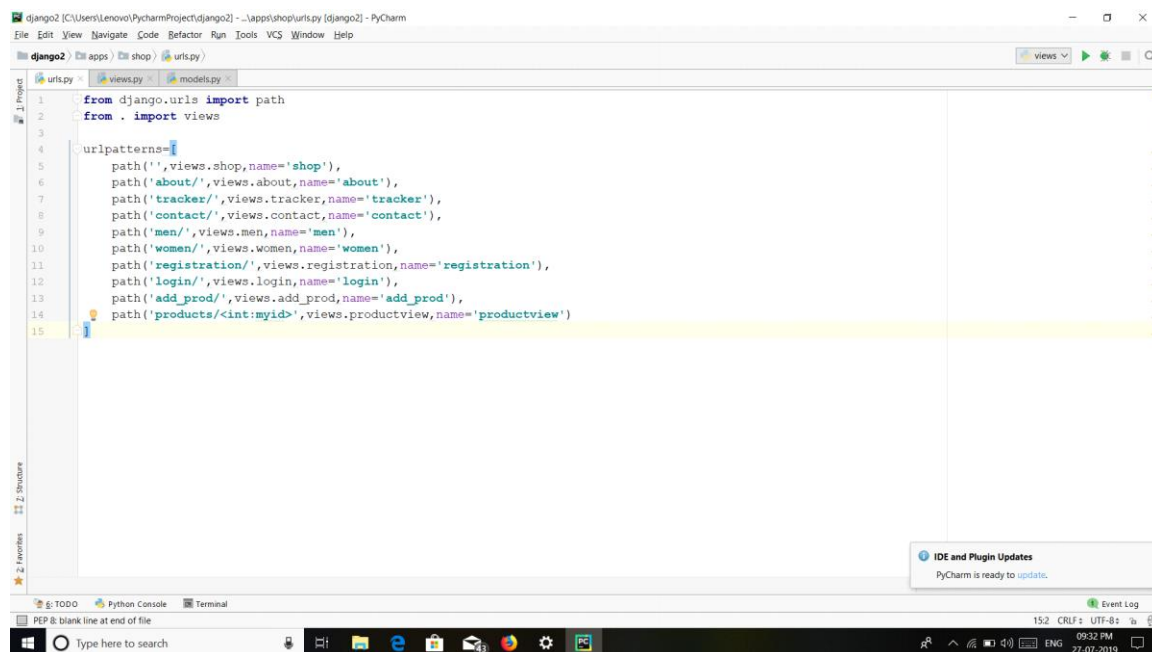 django2 [C:\Users\Lenovo\PycharmProject\django2] - ...\apps\shop\urls.py [django2] - PyCharm
File Edit View Navigate Code Refactor Run Tools VCS Window Help
django2 apps shop urls.py views
urls.py views.py models.py
1: Project
1 from django.urls import path
2 from . import views
3
4 urlpatterns=[
5 path('',views.shop,name='shop'),
6 path('about/',views.about,name='about'),
7 path('tracker/',views.tracker,name='tracker'),
8 path('contact/',views.contact,name='contact'),
9 path('men/',views.men,name='men'),
10 path('women/',views.women,name='women'),
11 path('registration/',views.registration,name='registration'),
12 path('login/',views.login,name='login'),
13 path('add_prod/',views.add_prod,name='add_prod'),
14 path('products/<int:myid>',views.productview,name='productview')
15 ]
Z: Structure
2: Favorites
IDE and Plugin Updates
PyCharm is ready to update.
6: TODO Python Console Terminal 1 Event Log
PEP 8: blank line at end of file 15:2 CRLF UTF-8
Type here to search 43 PC ENG 09:32 PM
27-07-2019